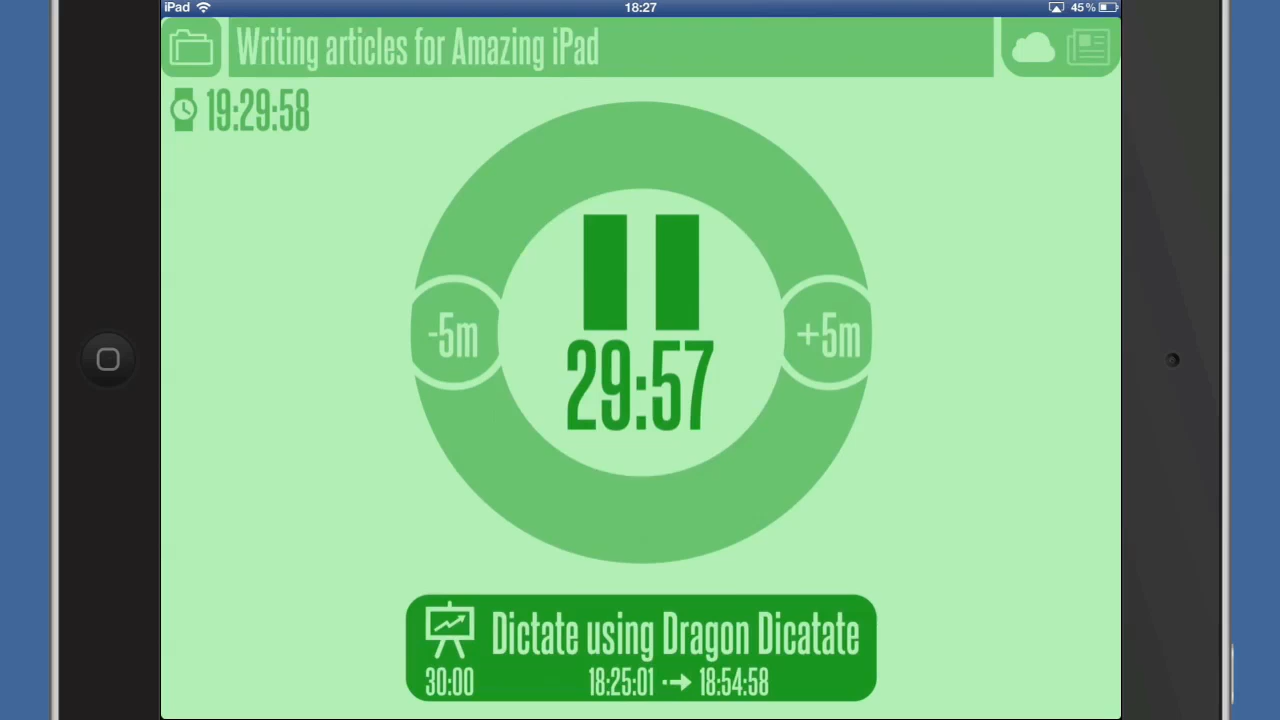 iPad 18:27 45%
Writing articles for Amazing iPad
19:29:58
-5m +5m
29:57
Dictate using Dragon Dicatate
30:00 18:25:01 18:54:58